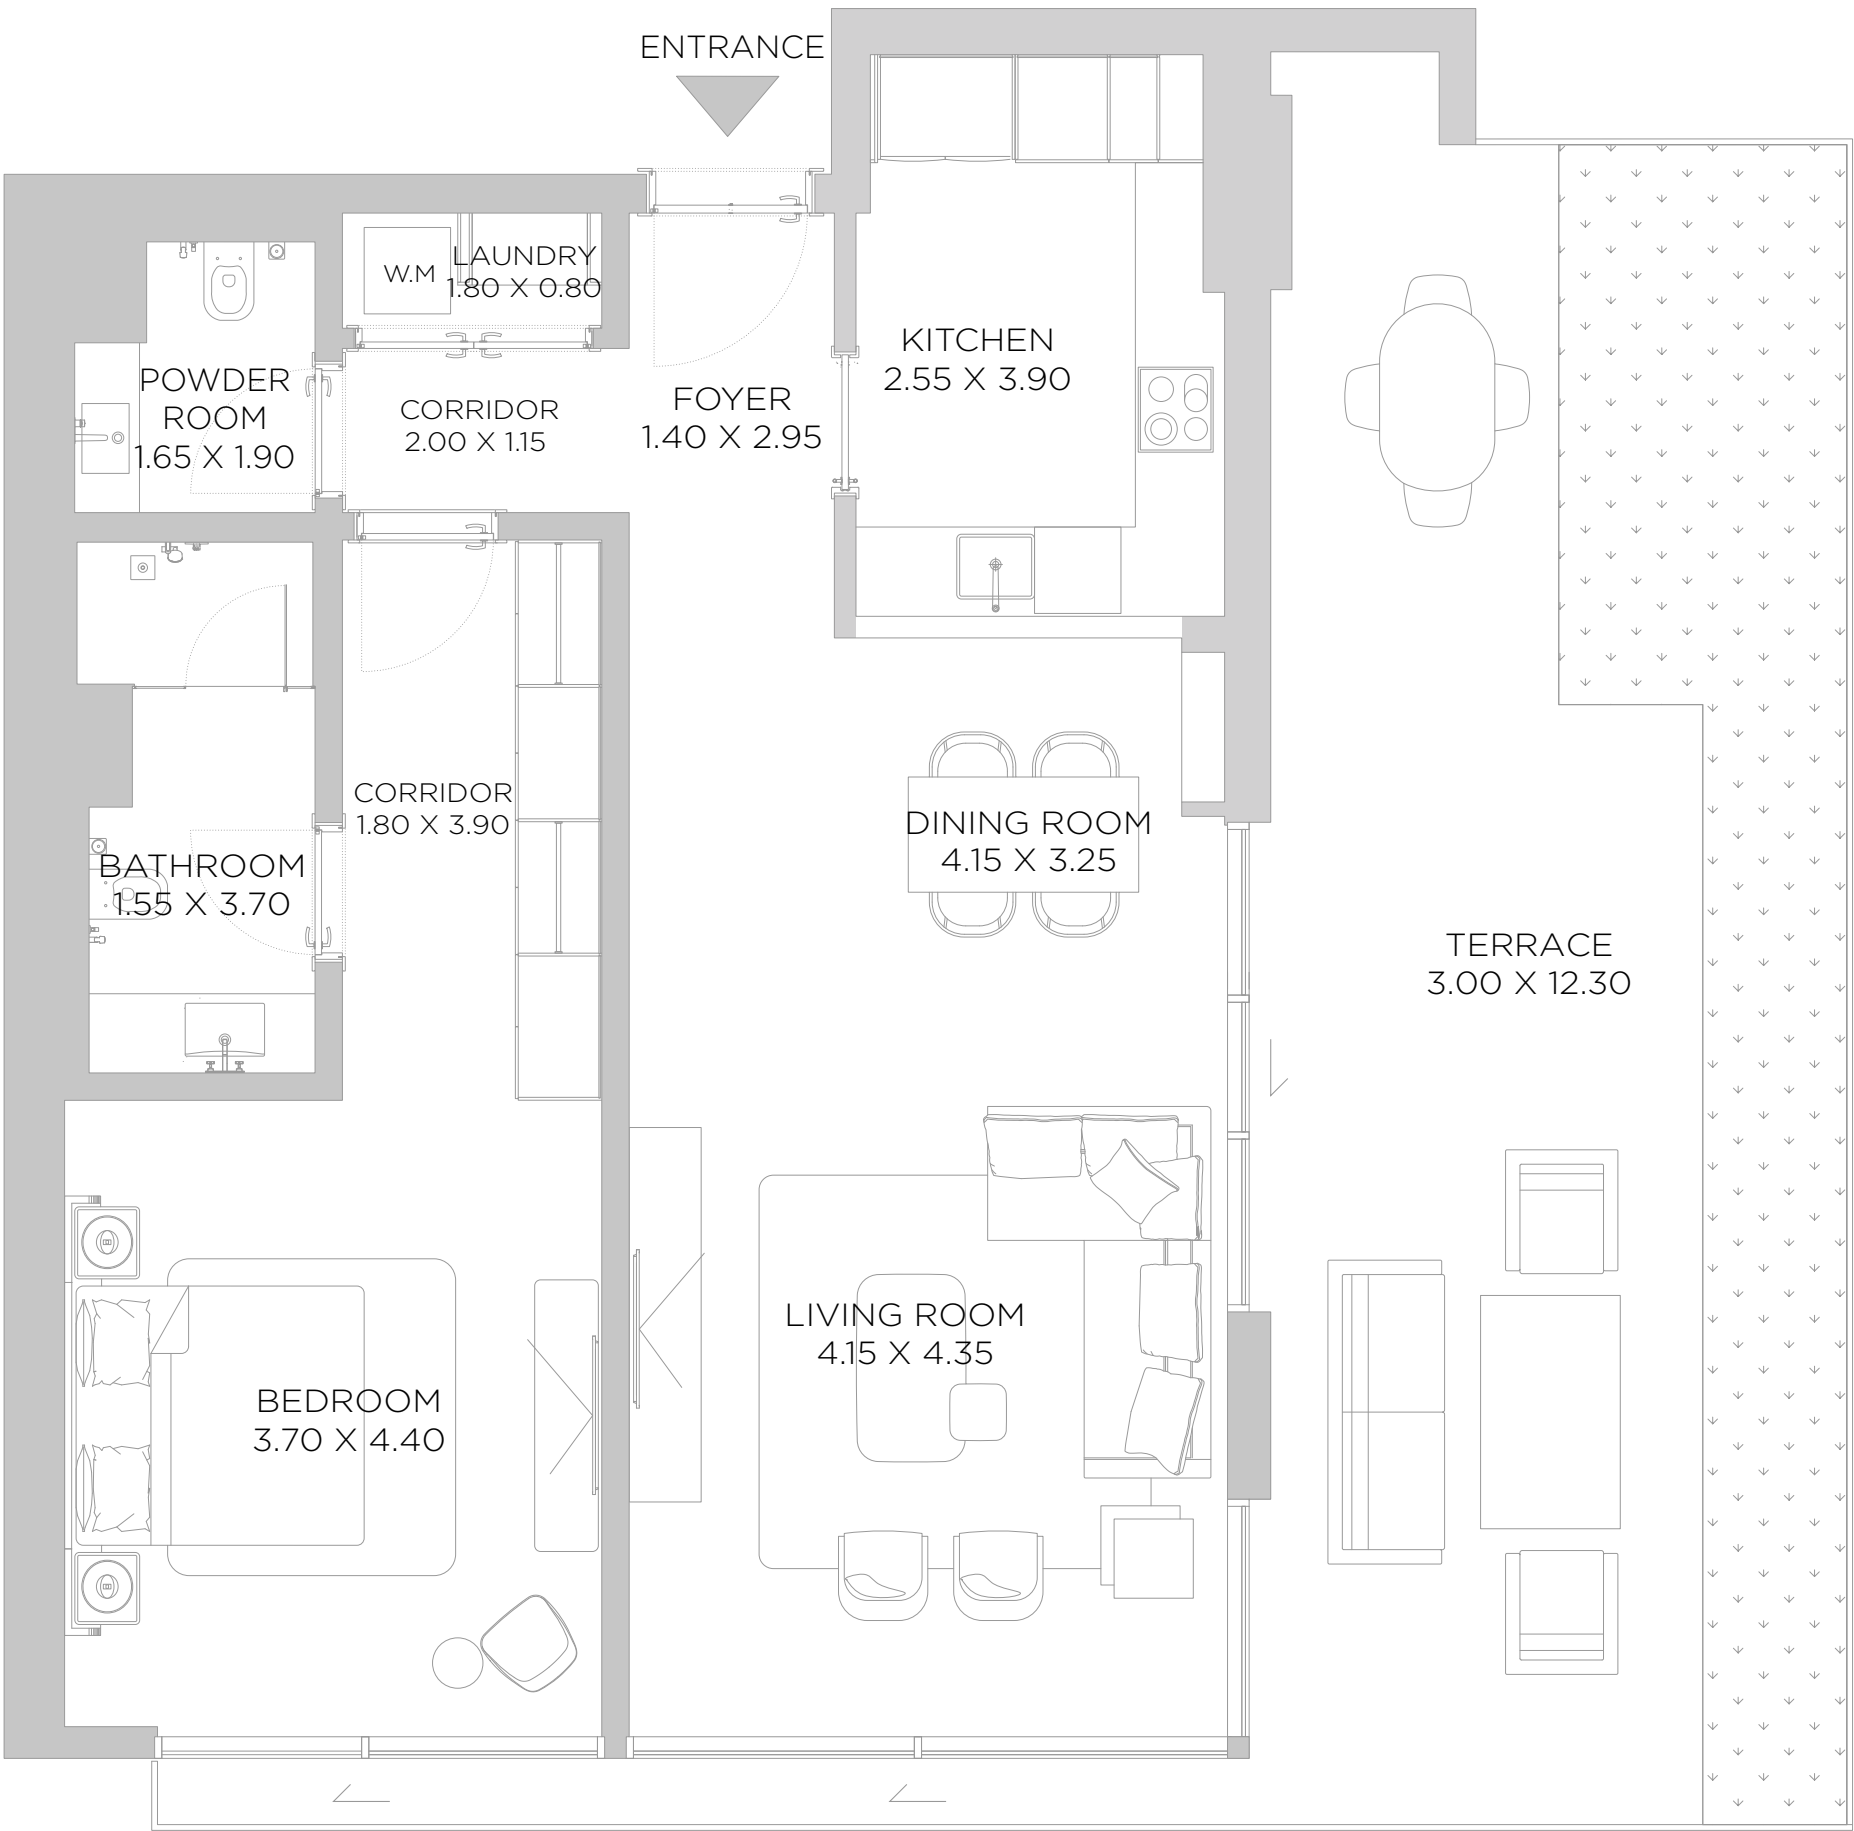 ENTRANCE
LAUNDRY
1.80 X 0.80
W.M
KITCHEN
2.55 X 3.90
POWDER
ROOM
1.65 X 1.90
CORRIDOR
2.00 X 1.15
FOYER
1.40 X 2.95
CORRIDOR
1.80 X 3.90
DINING ROOM
4.15 X 3.25
BATHROOM
1.55 X 3.70
TERRACE
3.00 X 12.30
LIVING ROOM
4.15 X 4.35
BEDROOM
3.70 X 4.40